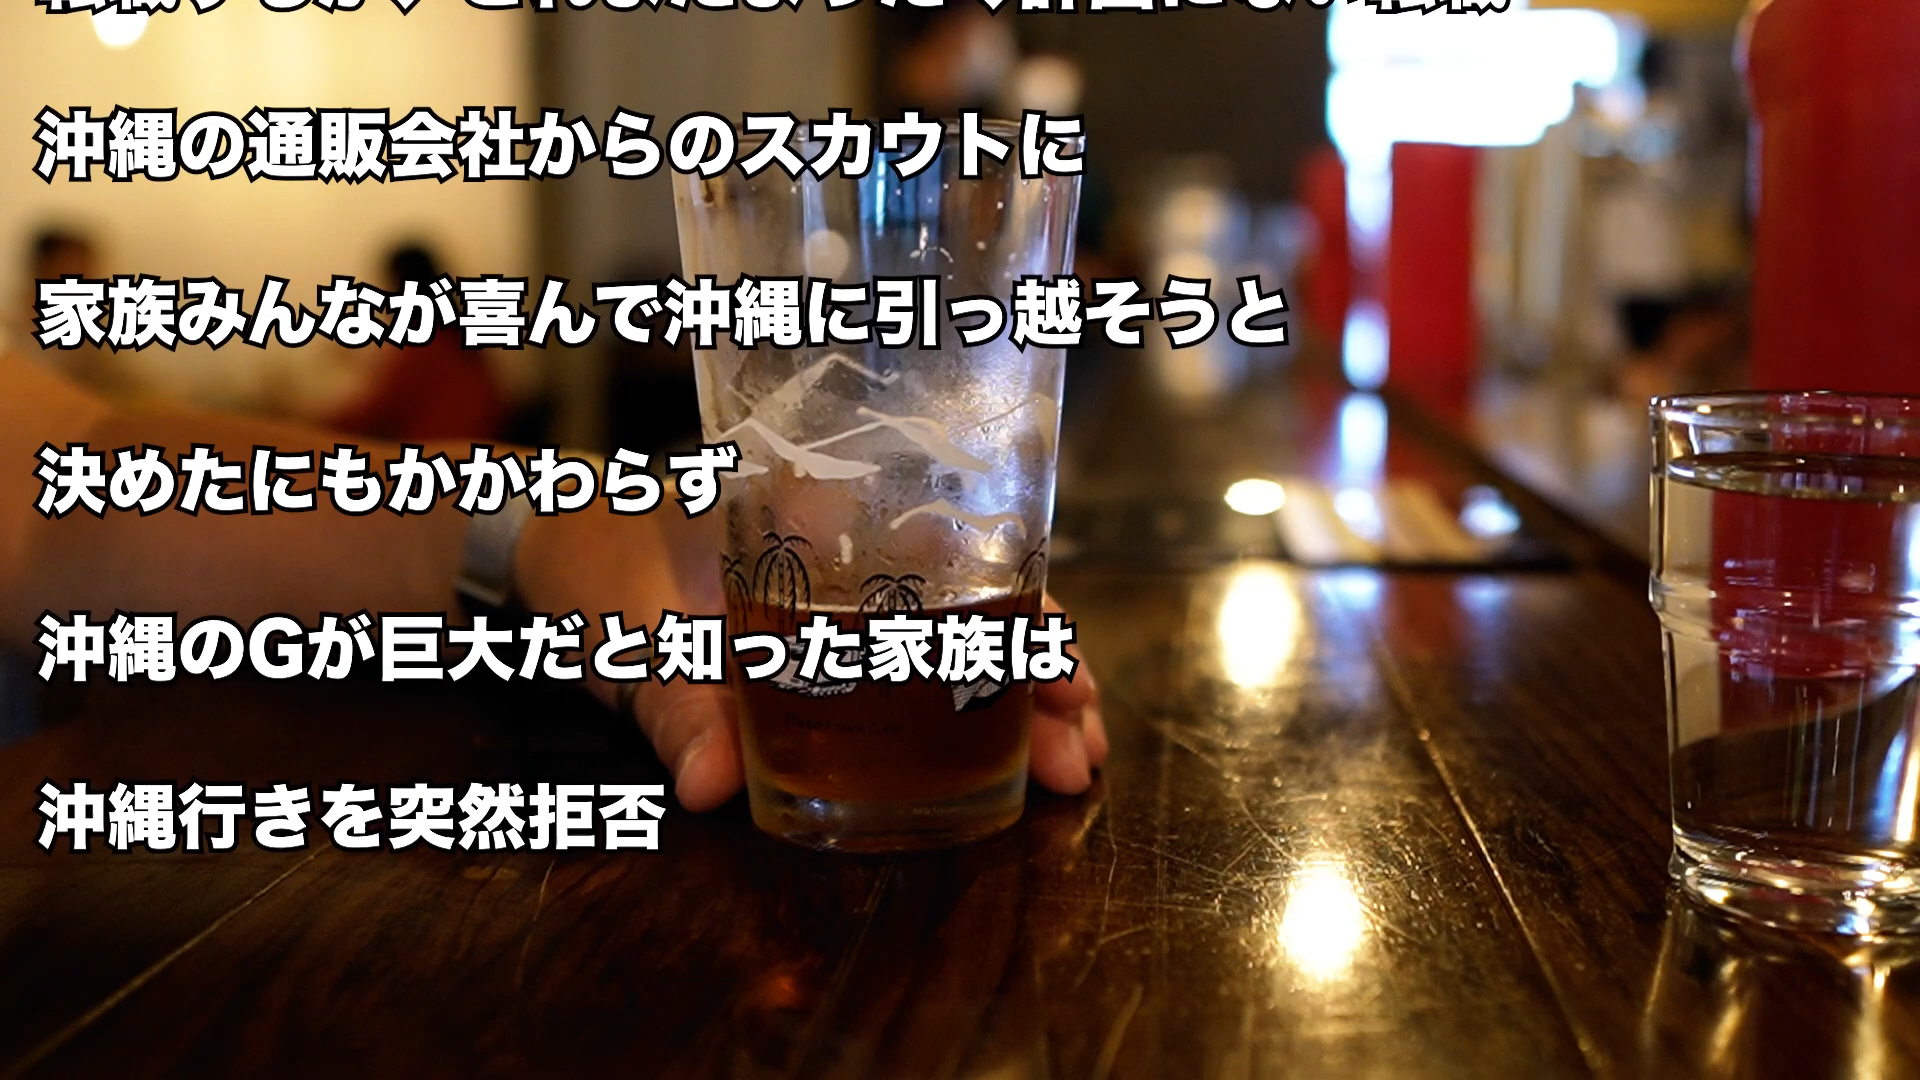 沖縄の通販会社からのスカウトに
家族みんなが喜んで沖縄に引っ越そうと
決めたにもかかわらず
沖縄のGが巨大だと知った家族は
沖縄行きを突然拒否